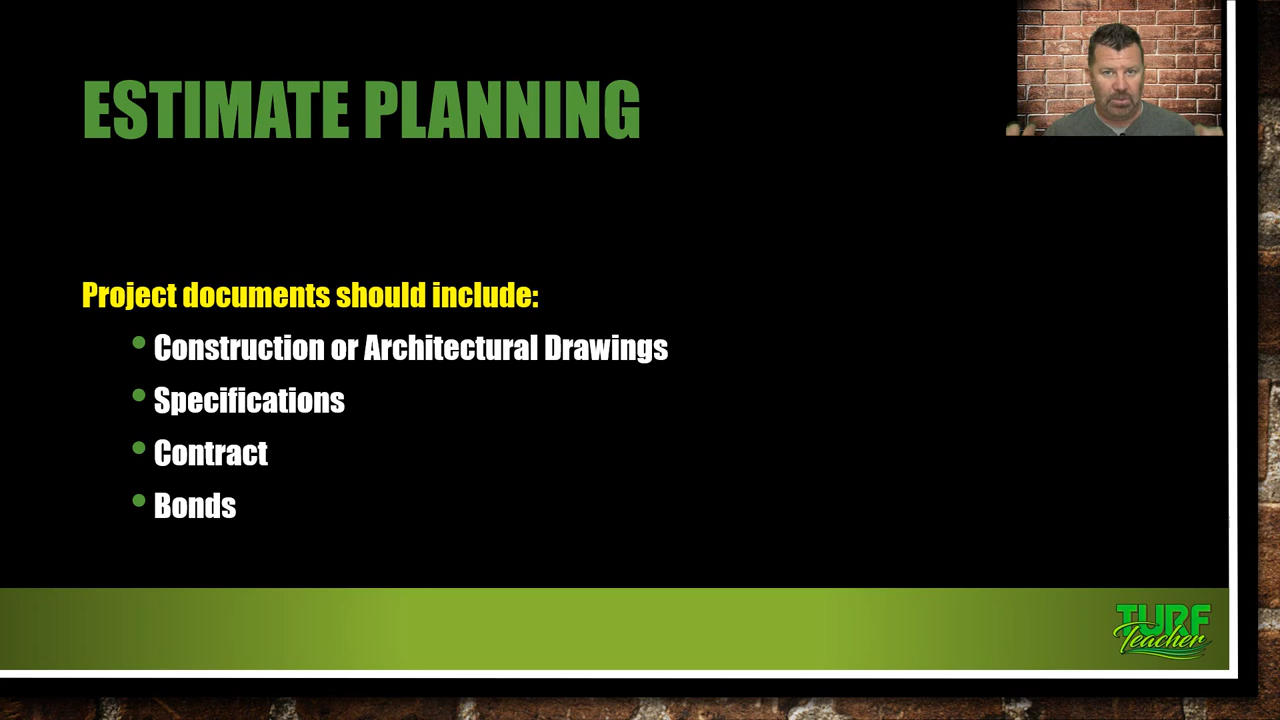 ESTIMATE PLANNING
Project documents should include:
• Construction or Architectural Drawings
• Specifications
• Contract
• Bonds
TURF
Teacher